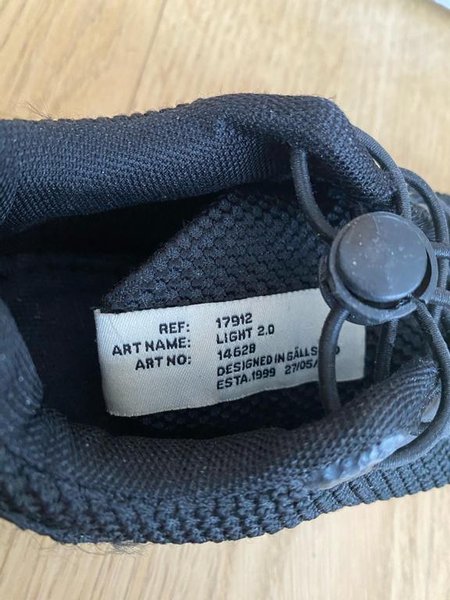 REF: 17912
ART NAME: LIGHT 2.0
ART NO: 14628
DESIGNED IN
ESTA.1999 27/05/